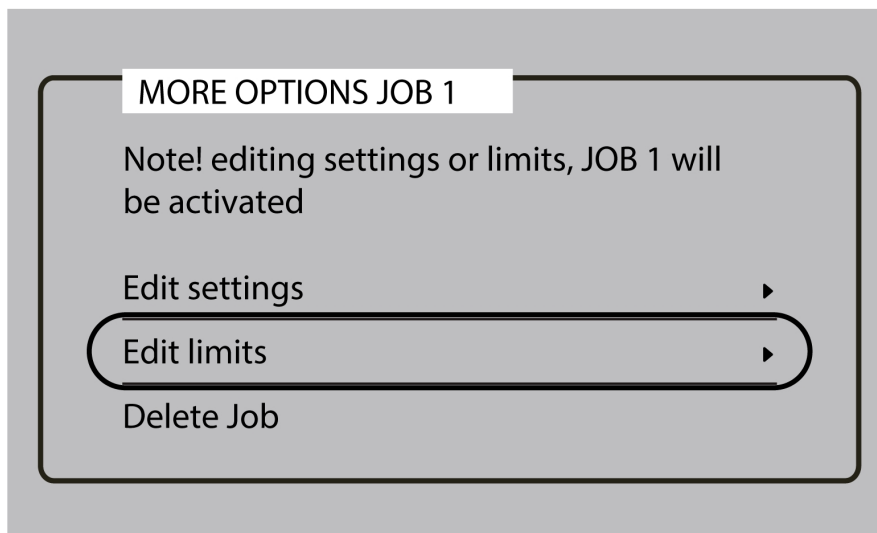 MORE OPTIONS JOB 1
Note! editing settings or limits, JOB 1 will
be activated
Edit settings
Edit limits
Delete Job